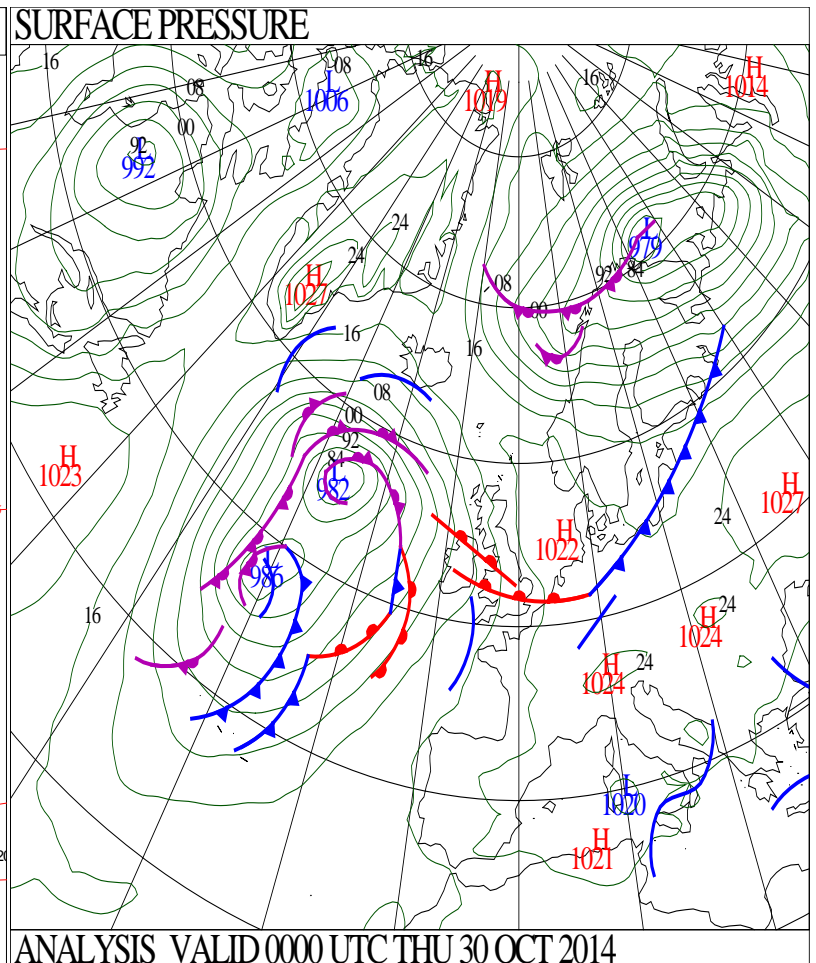 SURFACE PRESSURE
16
08
L
1006
16
H
1019
16
H
1014
08
00
92
L
992
24
24
H
1027
L
979
84
92
08
00
16
16
08
00
92
84
L
982
H
1023
H
1027
24
H
1022
L
986
16
24
H
1024
H
1024
24
L
1020
H
1021
ANALYSIS VALID 0000 UTC THU 30 OCT 2014